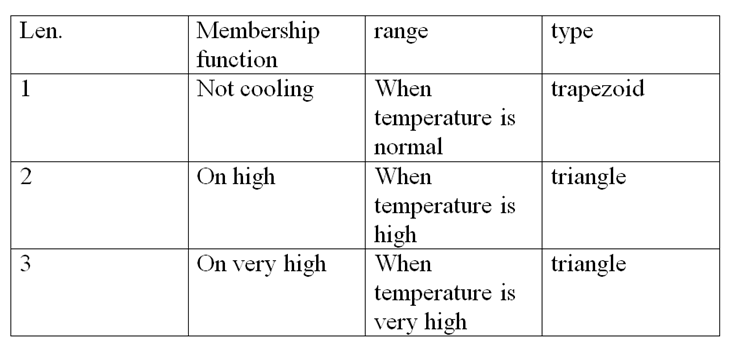 Len. Membership function range type
1 Not cooling When temperature is normal trapezoid
2 On high When temperature is high triangle
3 On very high When temperature is very high triangle